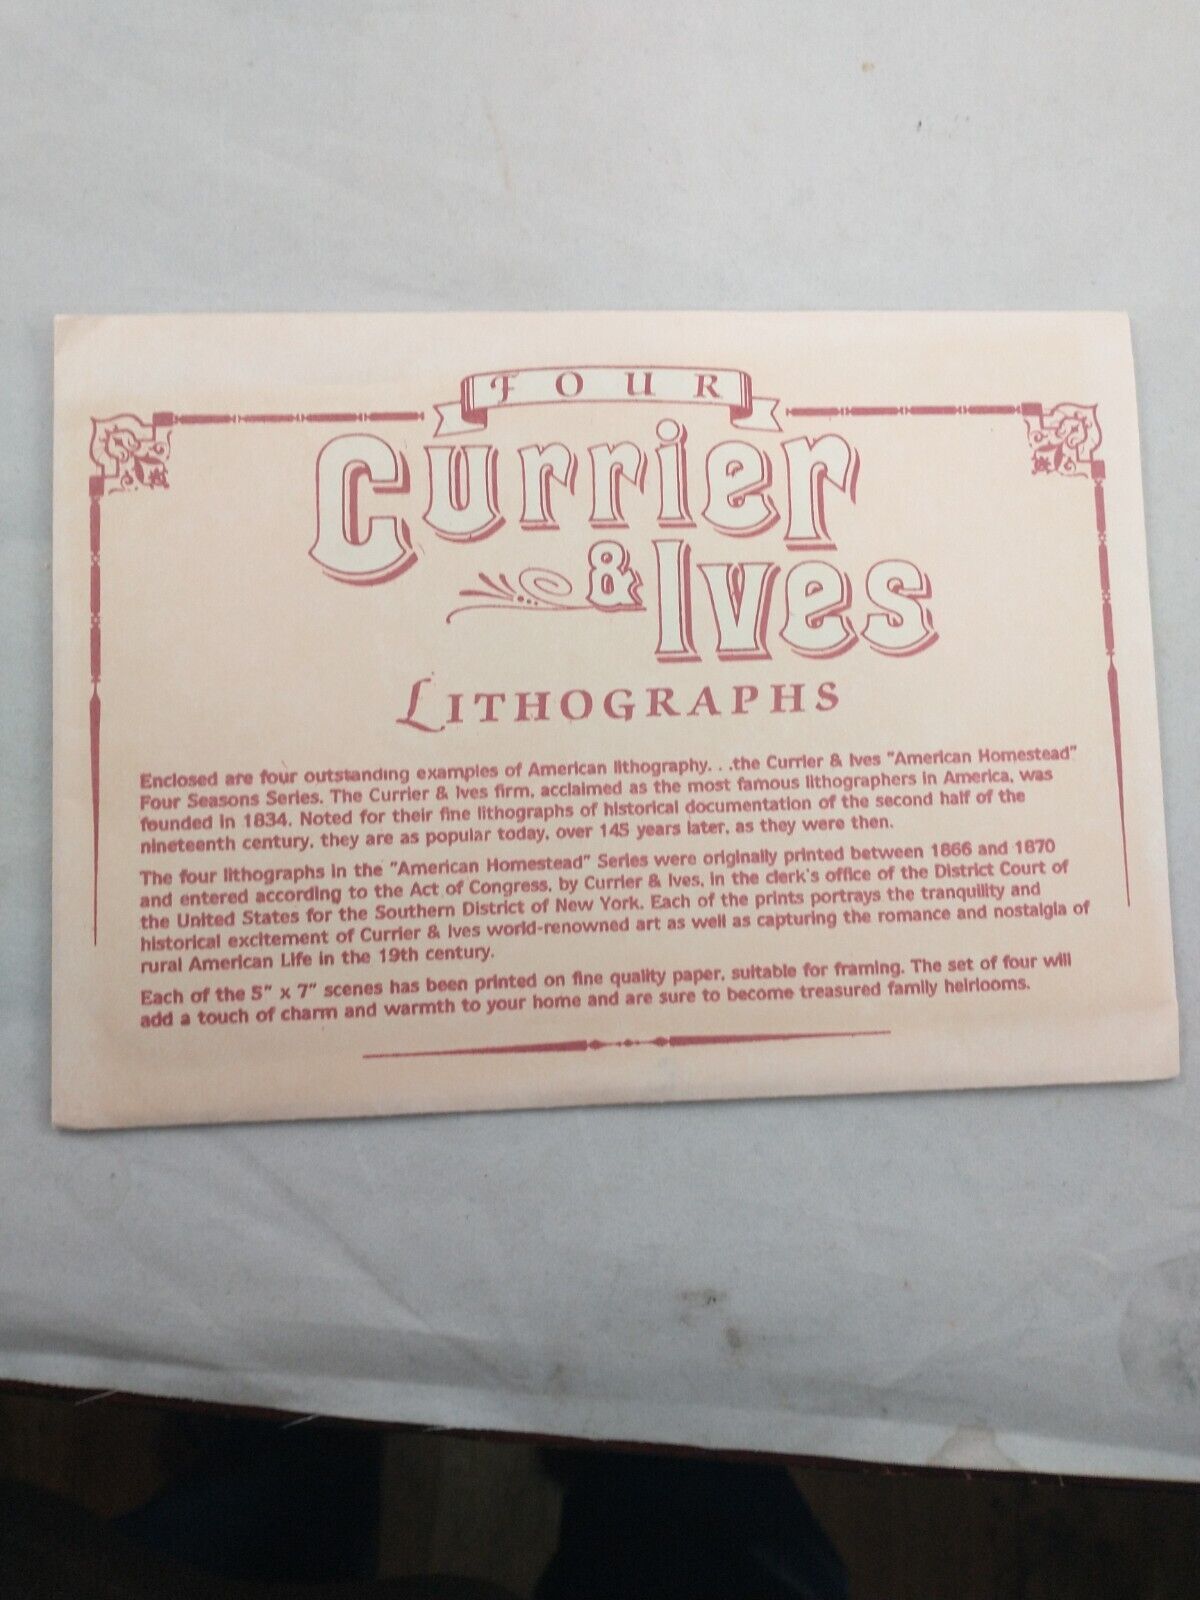 FOUR
Currier
& Ives
LITHOGRAPHS
Enclosed are four outstanding examples of American lithography. . .the Currier & Ives "American Homestead"
Four Seasons Series. The Currier & Ives firm, acclaimed as the most famous lithographers in America, was
founded in 1834. Noted for their fine lithographs of historical documentation of the second half of the
nineteenth century, they are as popular today, over 145 years later, as they were then.
The four lithographs in the "American Homestead" Series were originally printed between 1866 and 1870
and entered according to the Act of Congress, by Currier & Ives, in the clerk's office of the District Court of
the United States for the Southern District of New York. Each of the prints portrays the tranquility and
historical excitement of Currier & Ives world-renowned art as well as capturing the romance and nostalgia of
rural American Life in the 19th century.
Each of the 5" x 7" scenes has been printed on fine quality paper, suitable for framing. The set of four will
add a touch of charm and warmth to your home and are sure to become treasured family heirlooms.